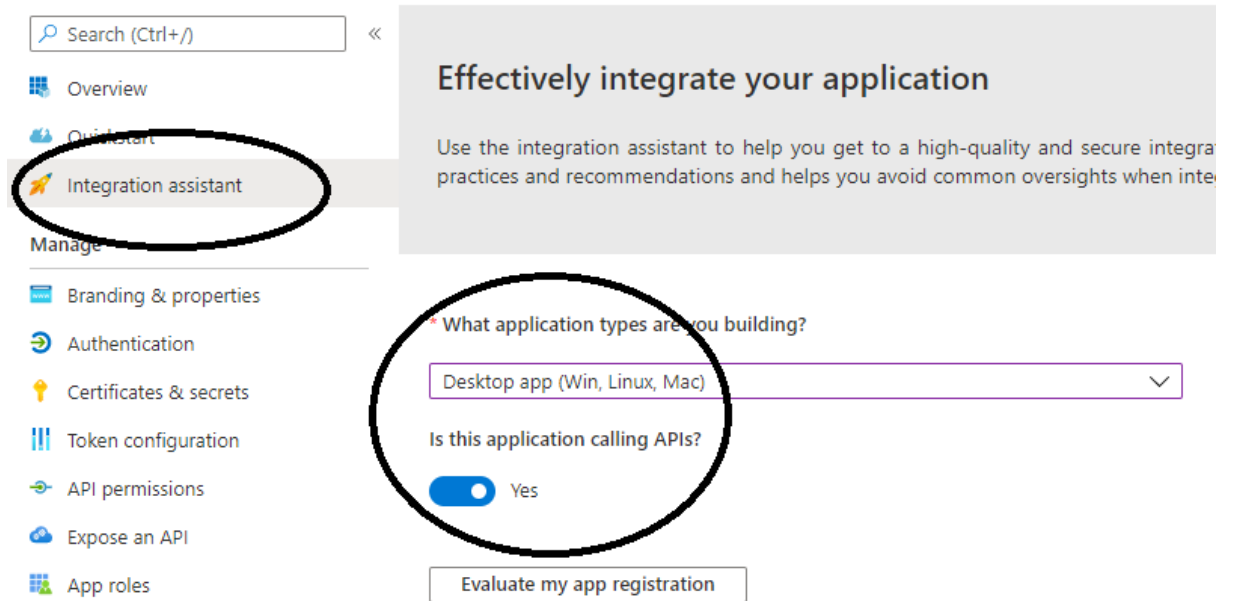 Search (Ctrl+/)
Overview
Quickstart
Integration assistant
Manage
Branding & properties
Authentication
Certificates & secrets
Token configuration
API permissions
Expose an API
App roles
Effectively integrate your application
Use the integration assistant to help you get to a high-quality and secure
practices and recommendations and helps you avoid common oversights when
* What application types are you building?
Desktop app (Win, Linux, Mac)
Is this application calling APIs?
Yes
Evaluate my app registration